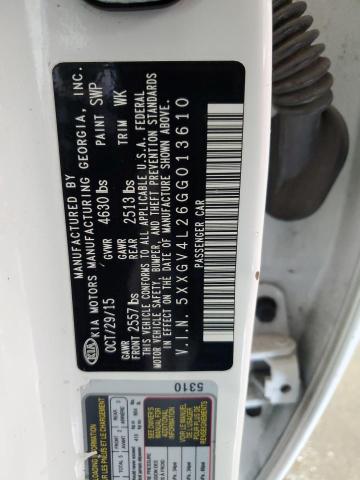 MANUFACTURED BY
KIA KIA MOTORS MANUFACTURING GEORGIA, INC.
OCT/29/15 GVWR 4630 lbs PAINT SWP
GAWR FRONT 2557 lbs GAWR REAR 2513 lbs TRIM WK
THIS VEHICLE CONFORMS TO ALL APPLICABLE U.S.A. FEDERAL
MOTOR VEHICLE SAFETY, BUMPER, AND THEFT PREVENTION STANDARDS
IN EFFECT ON THE DATE OF MANUFACTURE SHOWN ABOVE.
V.I.N. 5XXGV4L26GG013610
PASSENGER CAR
5310